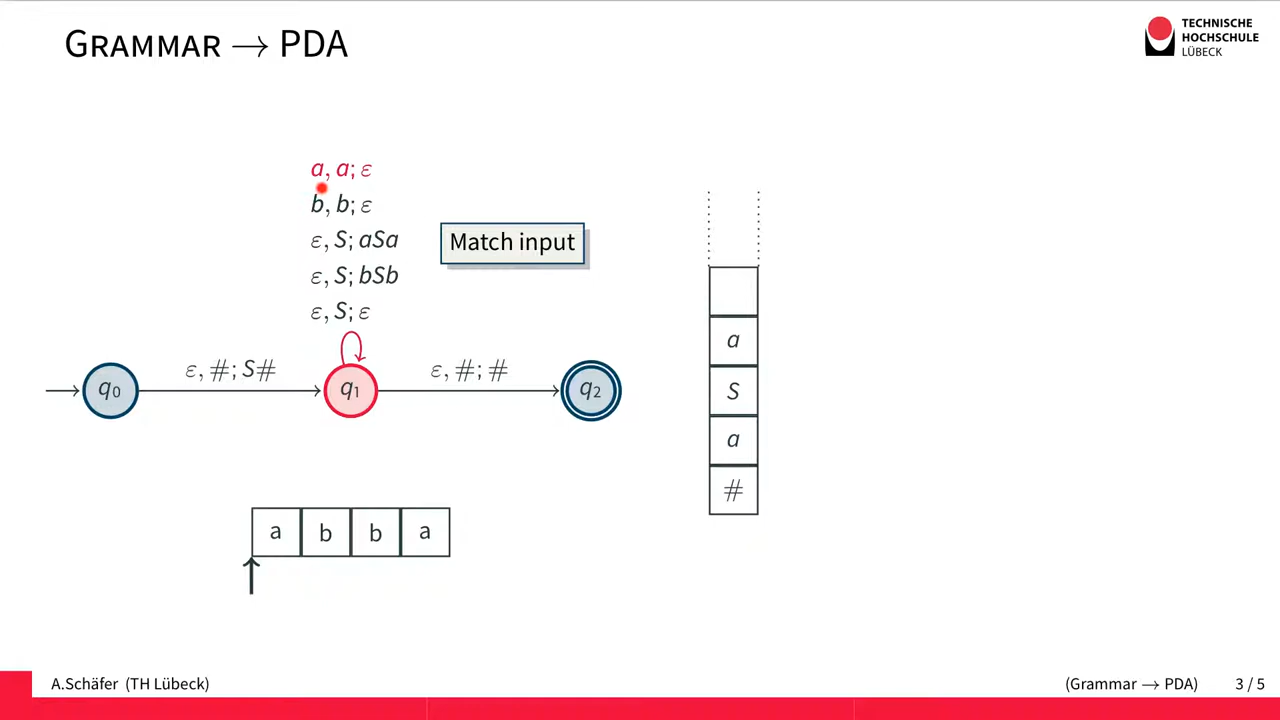 GRAMMAR → PDA
TECHNISCHE
HOCHSCHULE
LÜBECK
a, a; ε
b, b; ε
ε, S; aSa
ε, S; bSb
ε, S; ε
Match input
ε, #; S#
ε, #; #
q₀
q₁
q₂
a
S
a
#
a b b a
A.Schäfer (TH Lübeck)
(Grammar → PDA) 3 / 5